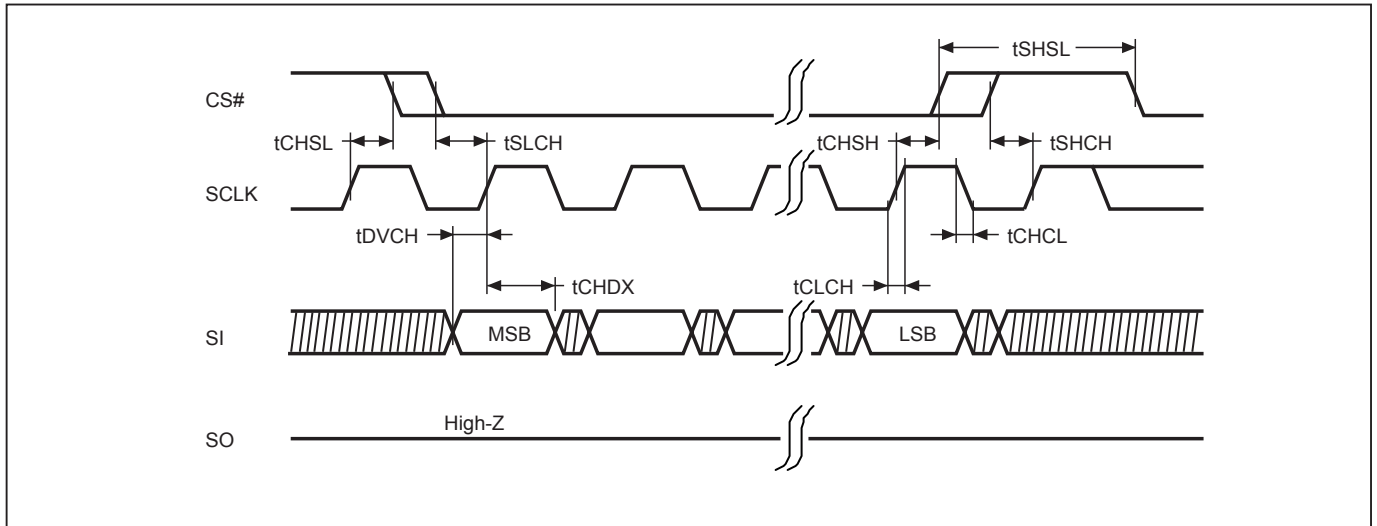 tSHSL
CS#
tCHSL
tSLCH
tCHSH
tSHCH
SCLK
tDVCH
tCHCL
tCHDX
tCLCH
SI
MSB
LSB
High-Z
SO